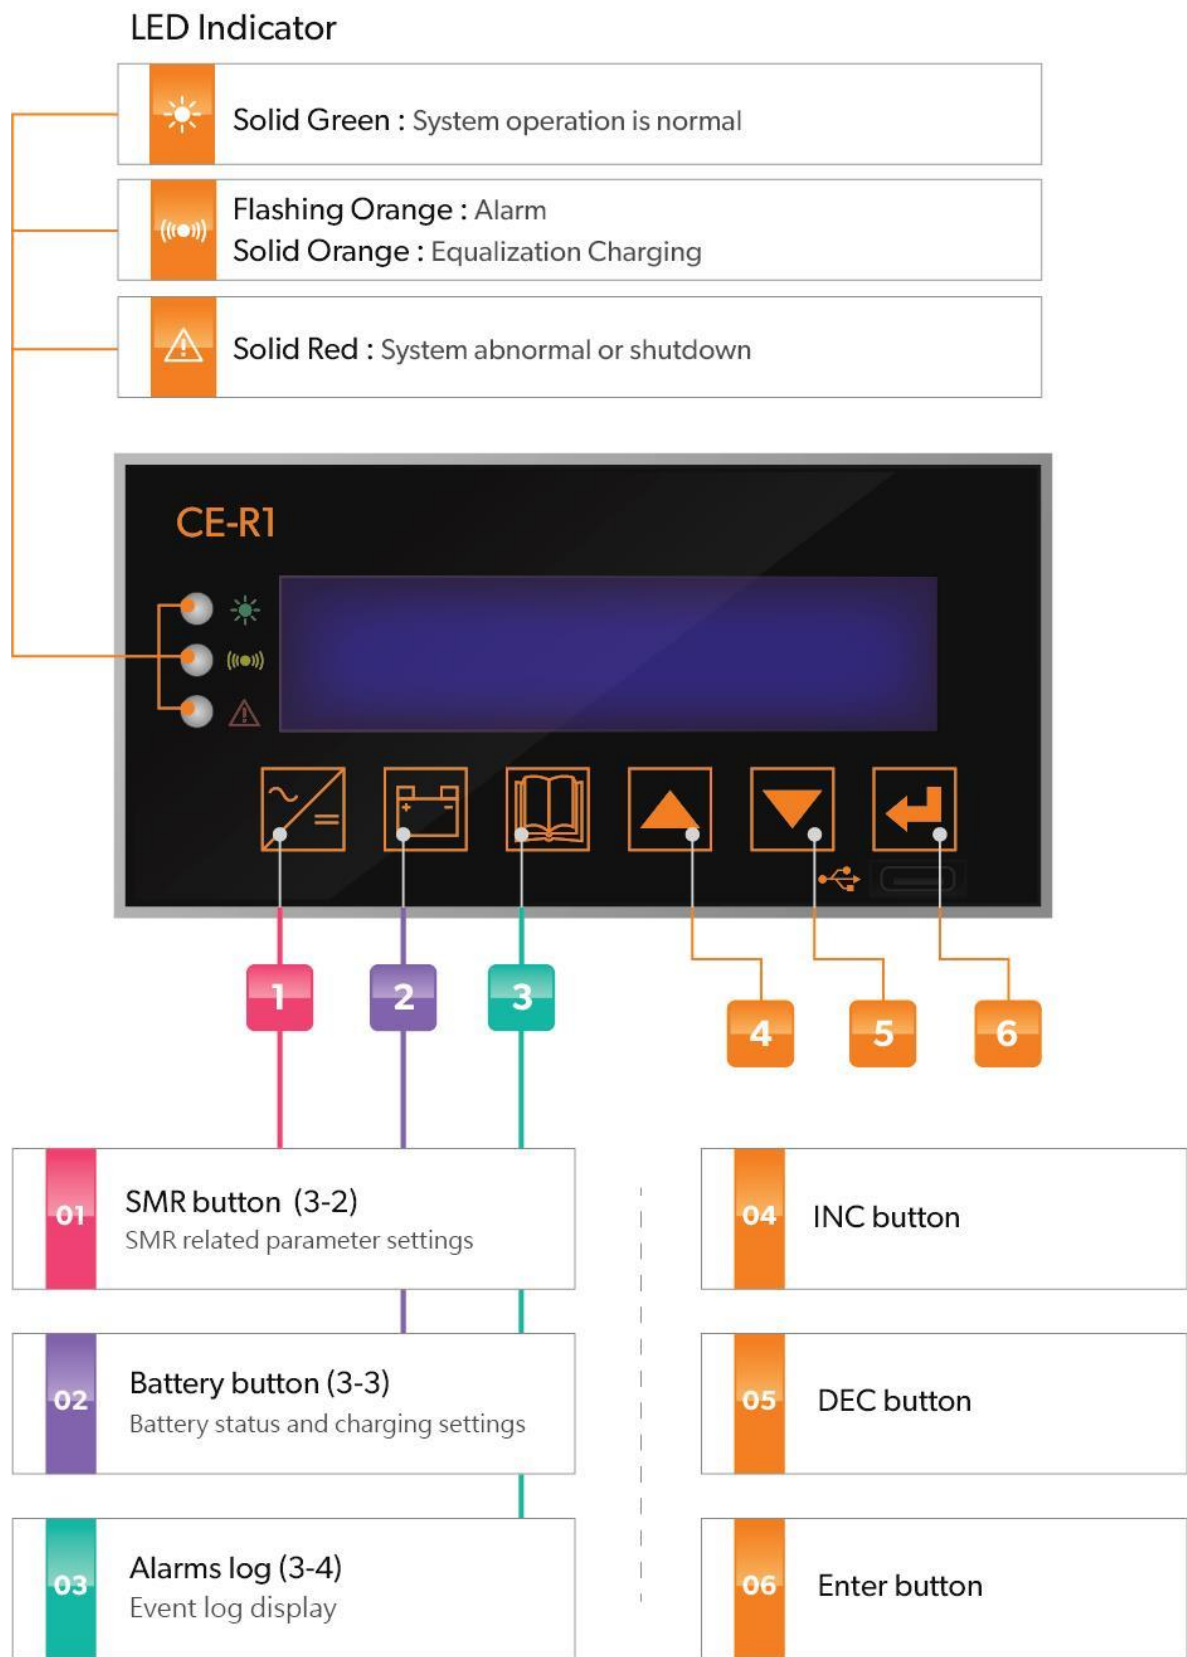 LED Indicator
Solid Green : System operation is normal
Flashing Orange : Alarm
Solid Orange : Equalization Charging
Solid Red : System abnormal or shutdown
CE-R1
1
2
3
4
5
6
01
SMR button (3-2)
SMR related parameter settings
02
Battery button (3-3)
Battery status and charging settings
03
Alarms log (3-4)
Event log display
04
INC button
05
DEC button
06
Enter button